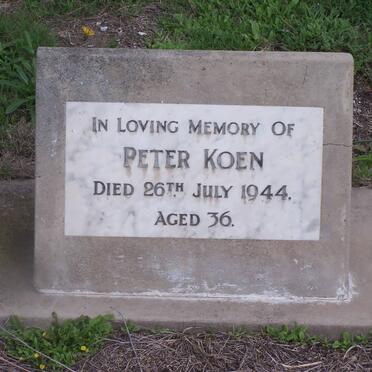 In Loving Memory Of
Peter Koen
Died 26th July 1944.
Aged 36.